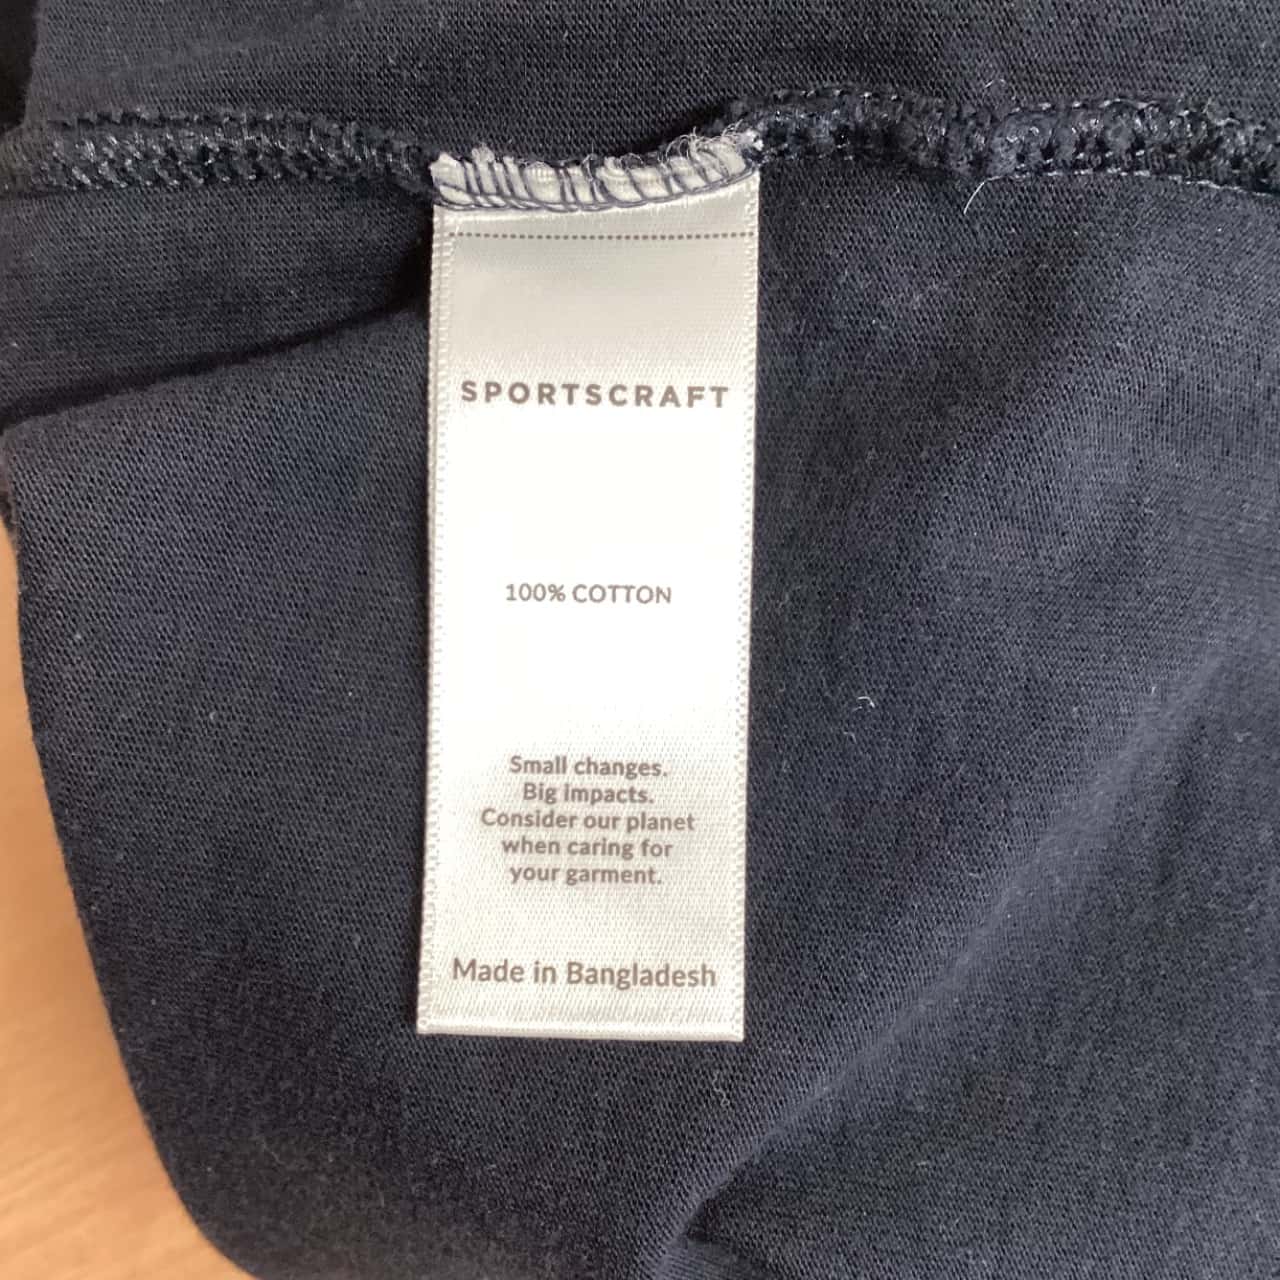 SPORTSCRAFT
100% COTTON
Small changes.
Big impacts.
Consider our planet
when caring for
your garment.
Made in Bangladesh